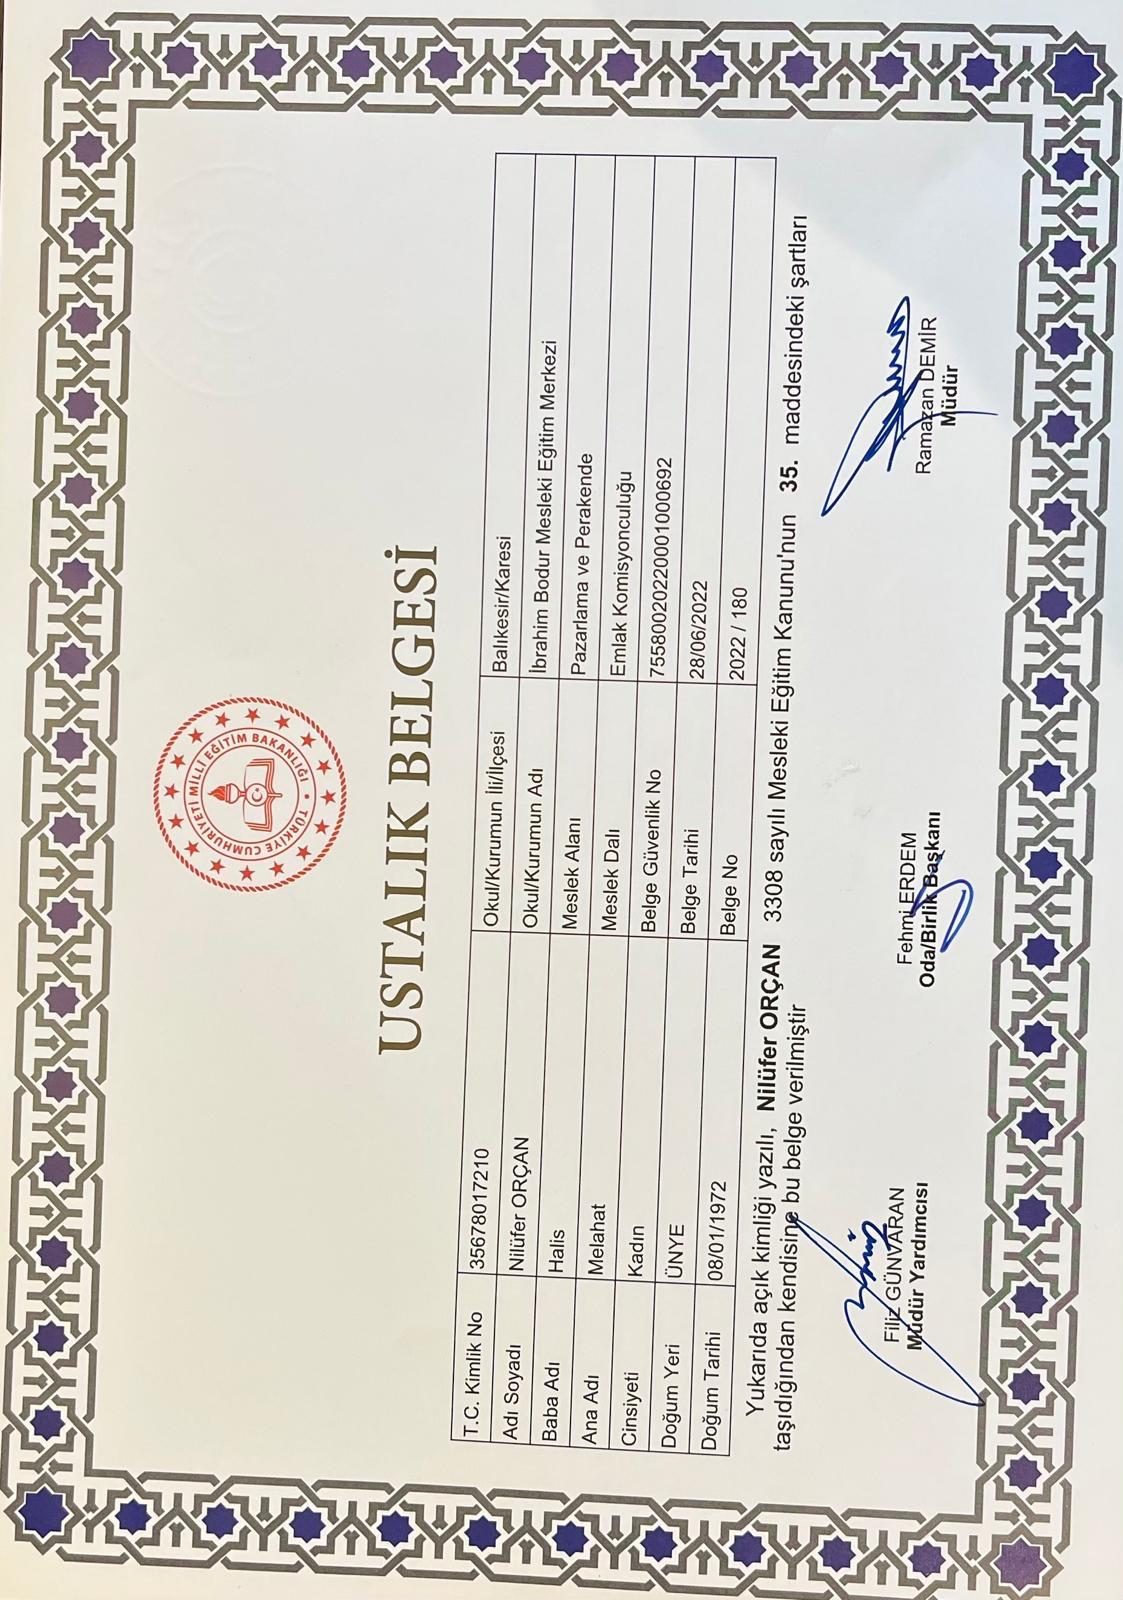 TÜRKİYE CUMHURİYETİ MİLLİ EĞİTİM BAKANLIĞI
USTALIK BELGESİ
T.C. Kimlik No 35678017210 Okul/Kurumun İli/İlçesi Balıkesir/Karesi
Adı Soyadı Nilüfer ORÇAN Okul/Kurumun Adı İbrahim Bodur Mesleki Eğitim Merkezi
Baba Adı Halis Meslek Alanı Pazarlama ve Perakende
Ana Adı Melahat Meslek Dalı Emlak Komisyonculuğu
Cinsiyeti Kadın Belge Güvenlik No 755800202200001000692
Doğum Yeri ÜNYE Belge Tarihi 28/06/2022
Doğum Tarihi 08/01/1972 Belge No 2022 / 180
Yukarıda açık kimliği yazılı, Nilüfer ORÇAN 3308 sayılı Mesleki Eğitim Kanunu'nun 35. maddesindeki şartları
taşıdığından kendisine bu belge verilmiştir
Filiz GÜNVARAN Fehmi ERDEM Ramazan DEMİR
Müdür Yardımcısı Oda/Birlik Başkanı Müdür